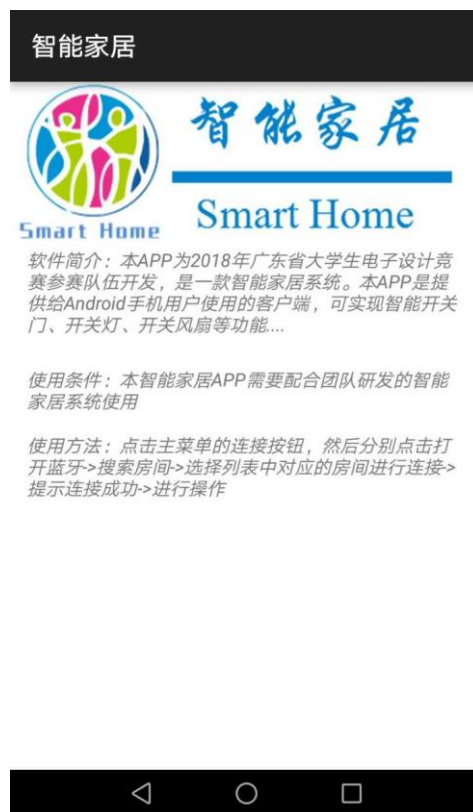 智能家居
智能家居
Smart Home
Smart Home
软件简介：本APP为2018年广东省大学生电子设计竞
赛参赛队伍开发，是一款智能家居系统。本APP是提
供给Android手机用户使用的客户端，可实现智能开关
门、开关灯、开关风扇等功能....
使用条件：本智能家居APP需要配合团队研发的智能
家居系统使用
使用方法：点击主菜单的连接按钮，然后分别点击打
开蓝牙->搜索房间->选择列表中对应的房间进行连接->
提示连接成功->进行操作